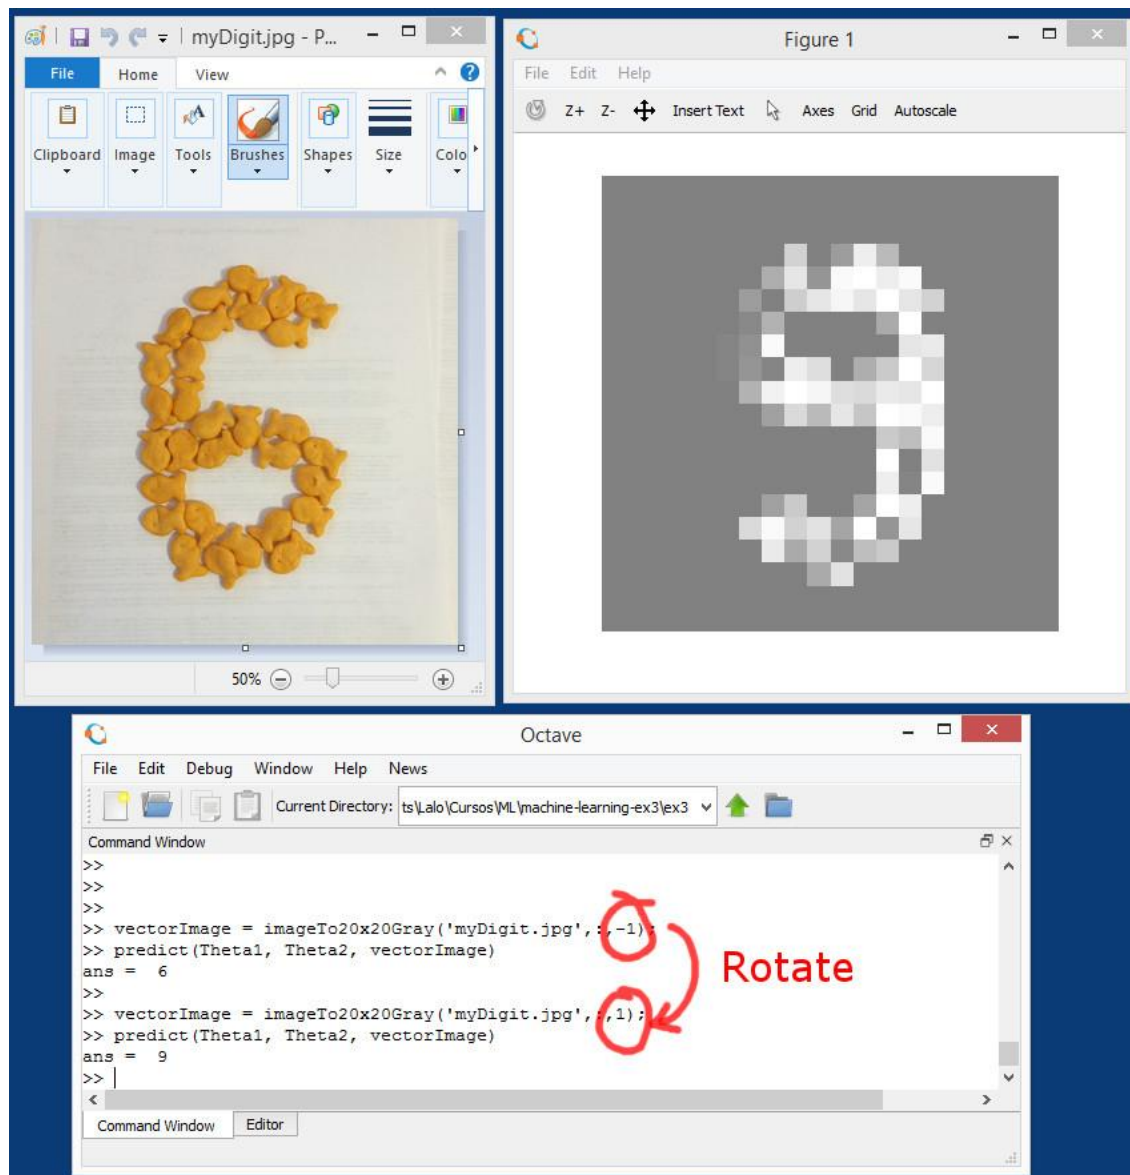 myDigit.jpg - P...
File Home View
Clipboard Image Tools Brushes Shapes Size Colo
50%
Figure 1
File Edit Help
Z+ Z- Insert Text Axes Grid Autoscale
Octave
File Edit Debug Window Help News
Current Directory: ts\Lalo\Cursos\ML\machine-learning-ex3\ex3
Command Window
>>
>>
>>
>> vectorImage = imageTo20x20Gray('myDigit.jpg',:,-1);
>> predict(Theta1, Theta2, vectorImage)
ans = 6
>>
>> vectorImage = imageTo20x20Gray('myDigit.jpg',:,1);
>> predict(Theta1, Theta2, vectorImage)
ans = 9
>>
Rotate
Command Window Editor